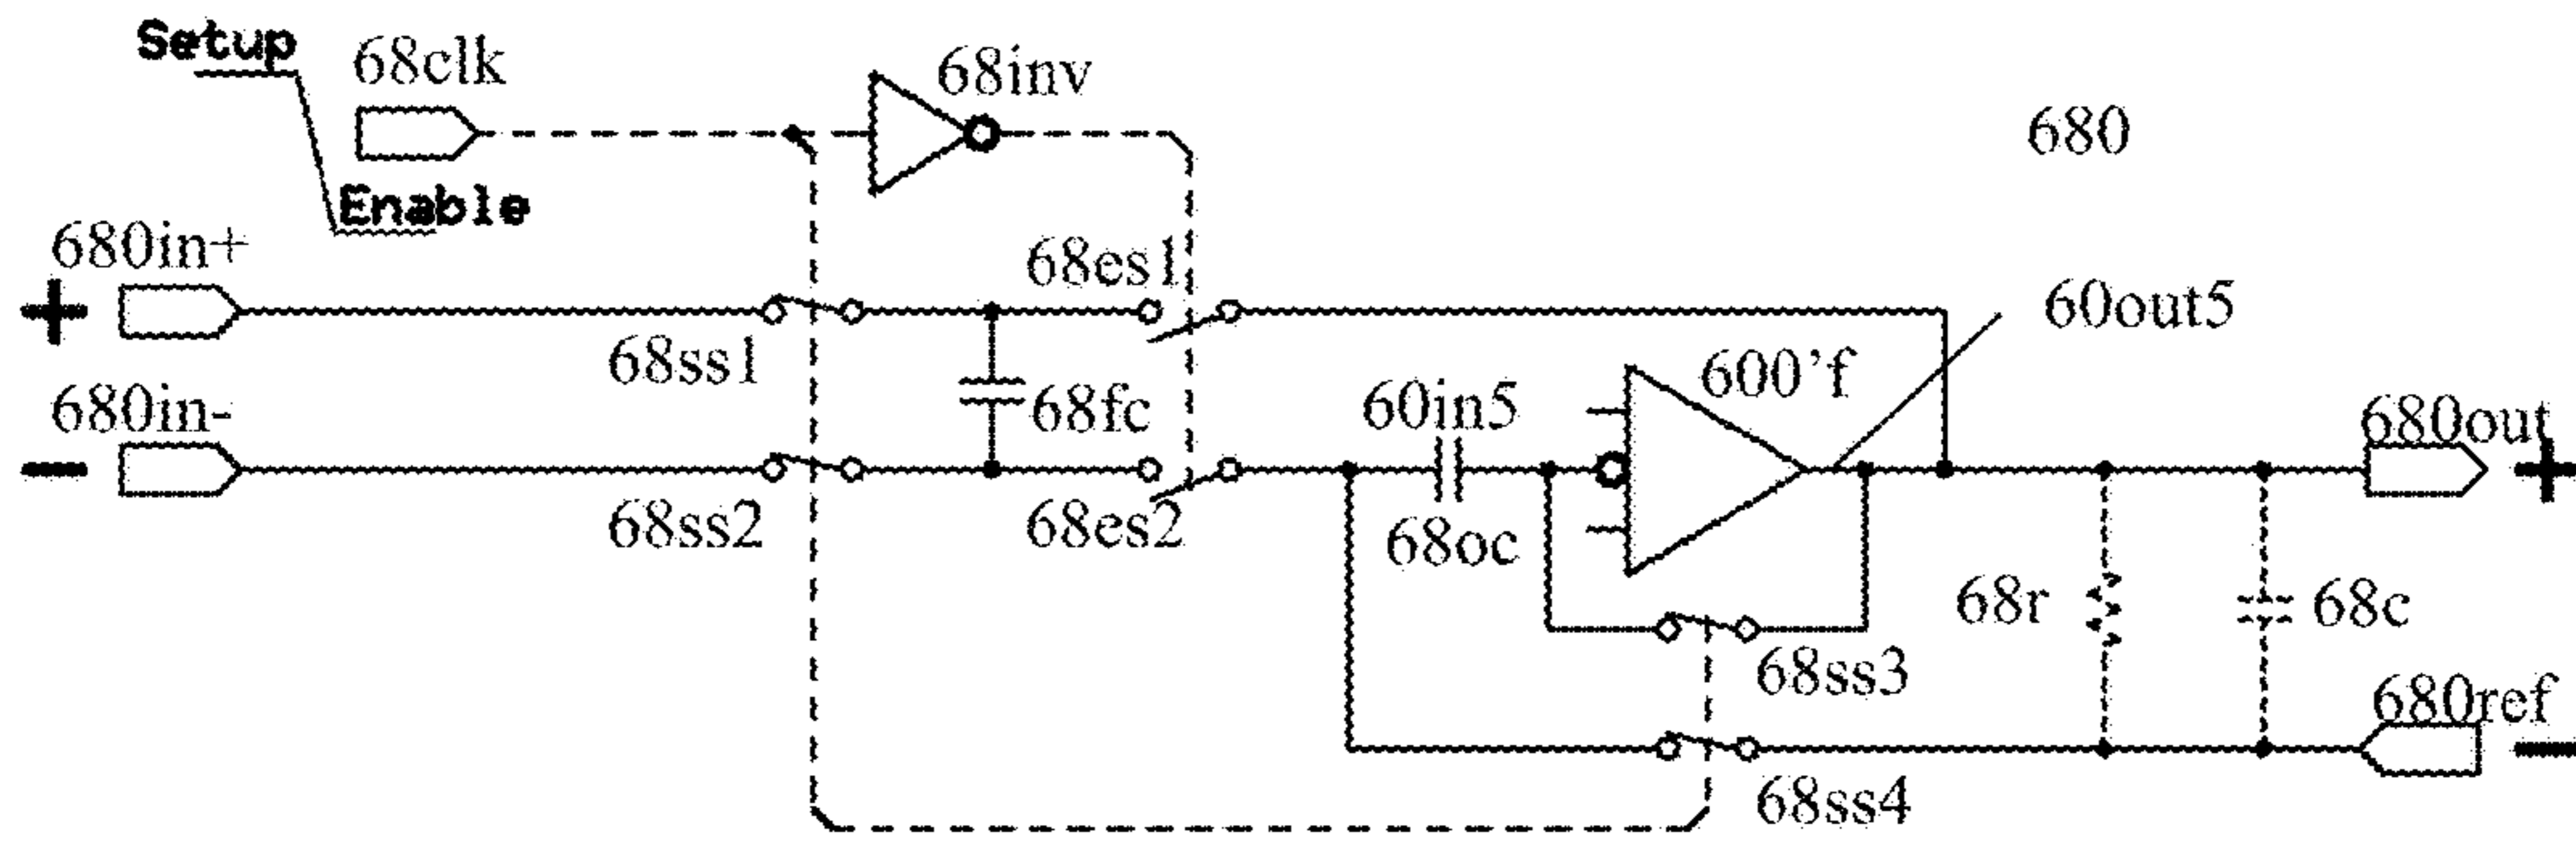 Setup
68clk
68inv
680
Enable
680in+
68es1
60out5
+
68ss1
600'f
680in-
68fc
60in5
680out
-
+
68ss2
68es2
68oc
68r
68c
68ss3
680ref
-
68ss4